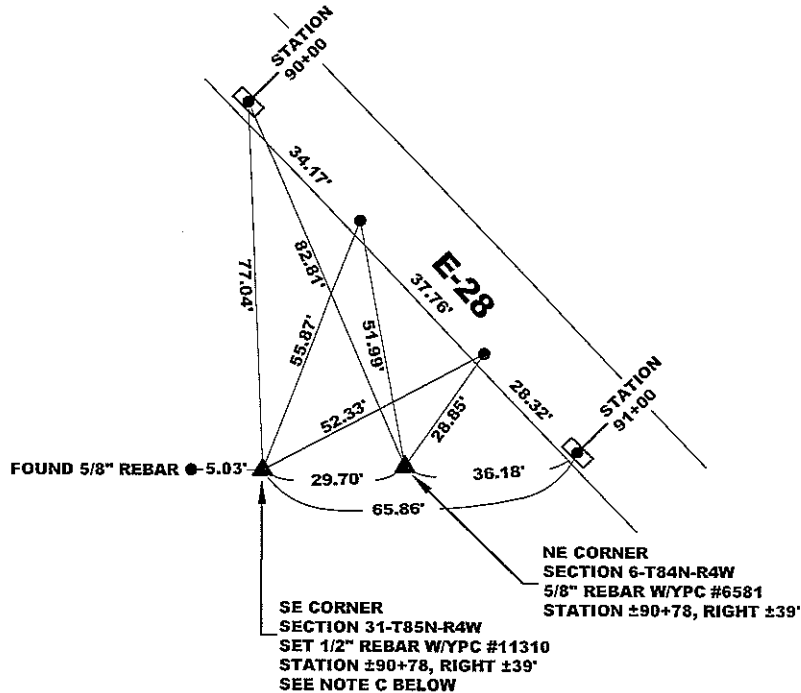 STATION
90+00
34.17'
77.04'
82.81'
E-28
37.76'
55.87'
51.99'
STATION
91+00
52.33'
28.85'
28.32'
FOUND 5/8" REBAR
5.03'
29.70'
36.18'
65.86'
NE CORNER
SECTION 6-T84N-R4W
5/8" REBAR W/YPC #6581
STATION ±90+78, RIGHT ±39'
SE CORNER
SECTION 31-T85N-R4W
SET 1/2" REBAR W/YPC #11310
STATION ±90+78, RIGHT ±39'
SEE NOTE C BELOW